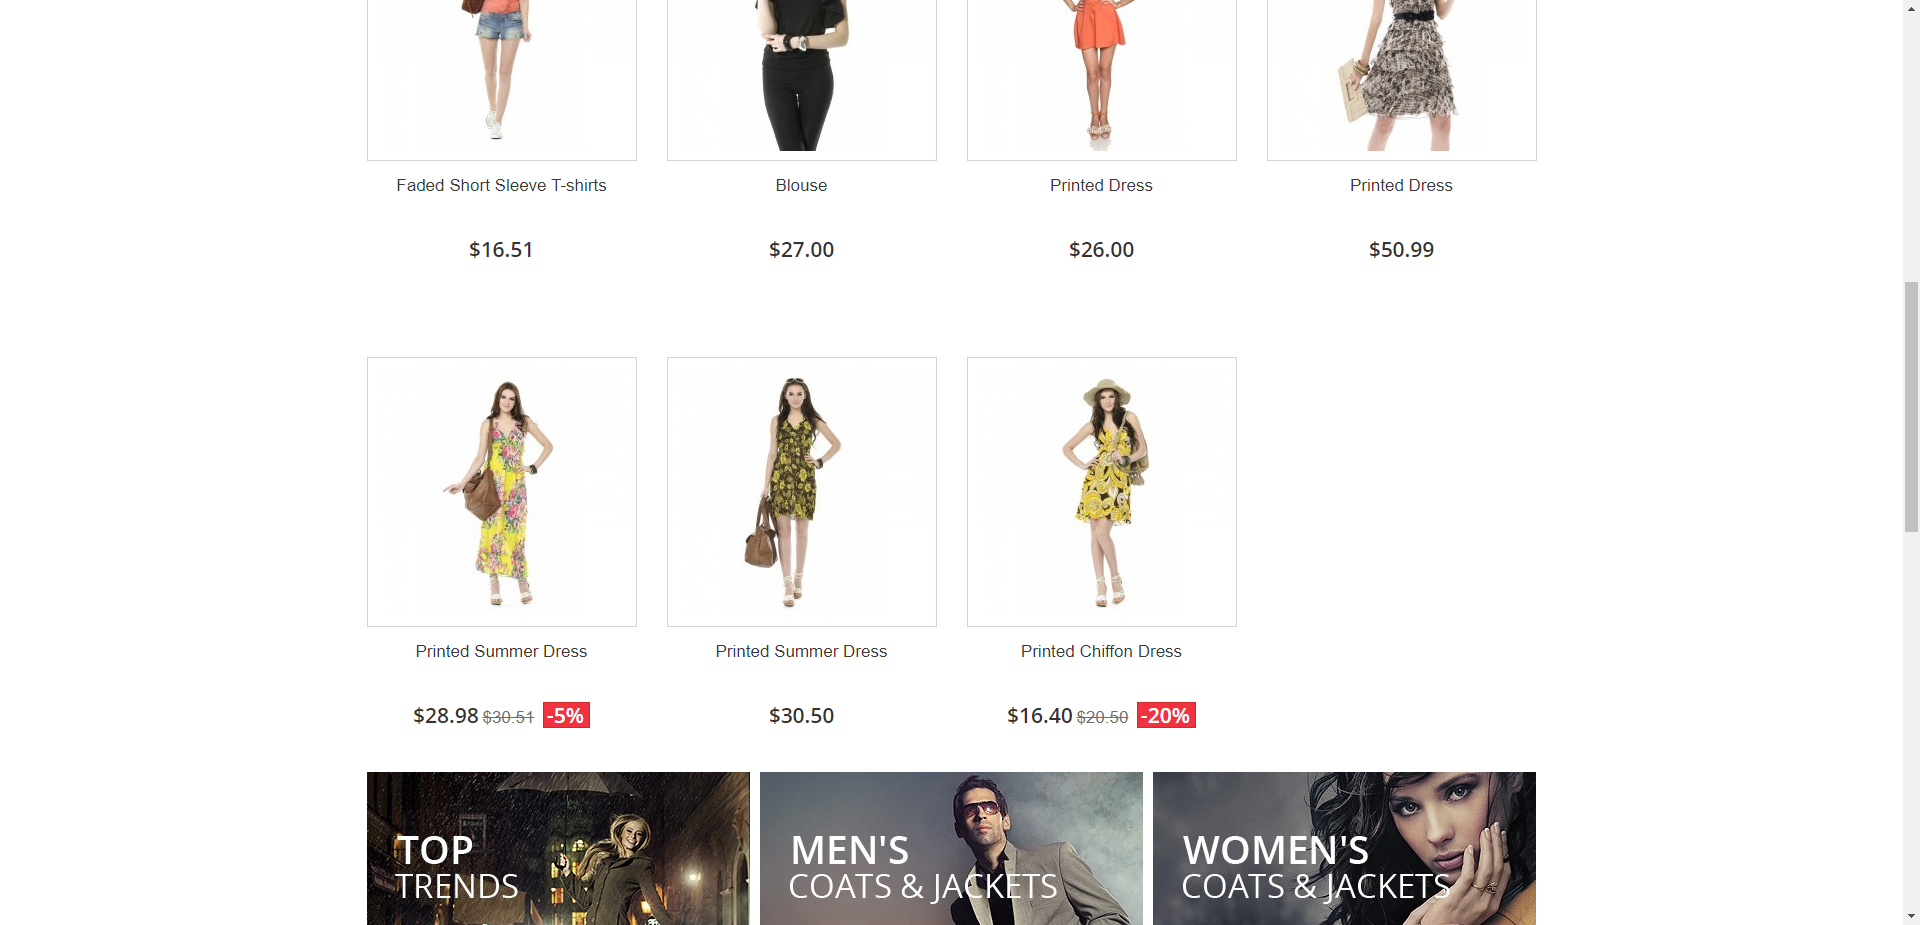 Faded Short Sleeve T-shirts
Blouse
Printed Dress
Printed Dress
$16.51
$27.00
$26.00
$50.99
Printed Summer Dress
Printed Summer Dress
Printed Chiffon Dress
$28.98 $30.51 -5%
$30.50
$16.40 $20.50 -20%
TOP
TRENDS
MEN'S
COATS & JACKETS
WOMEN'S
COATS & JACKETS